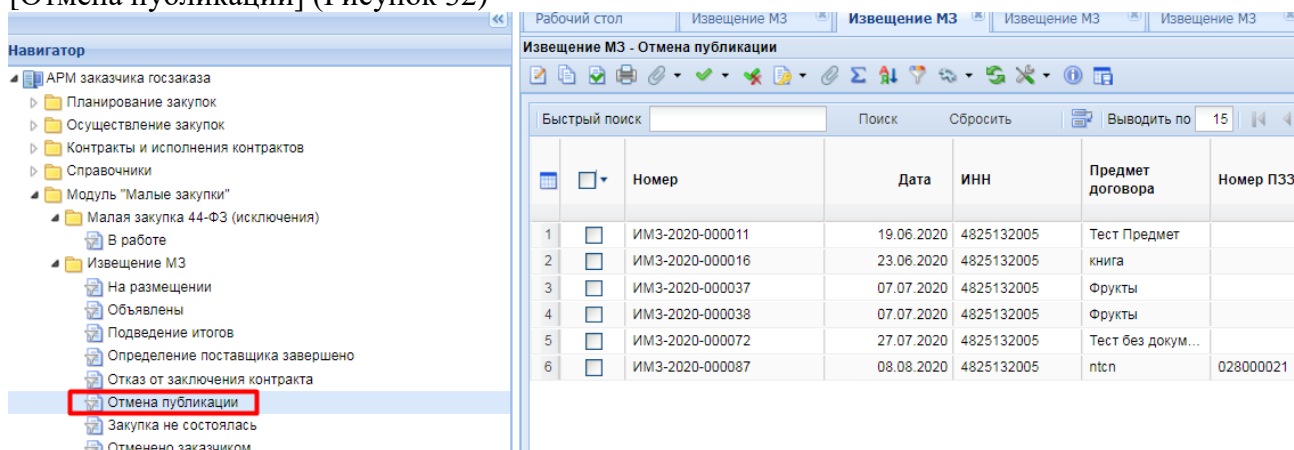 [Отмена публикации] (Рисунок 32)
Рабочий стол Извещение МЗ Извещение МЗ Извещение МЗ Извещение МЗ
Навигатор
АРМ заказчика госзаказа
Планирование закупок
Осуществление закупок
Контракты и исполнения контрактов
Справочники
Модуль "Малые закупки"
Малая закупка 44-ФЗ (исключения)
В работе
Извещение МЗ
На размещении
Объявлены
Подведение итогов
Определение поставщика завершено
Отказ от заключения контракта
Отмена публикации
Закупка не состоялась
Отменено заказчиком
Извещение МЗ - Отмена публикации
Быстрый поиск Поиск Сбросить Выводить по 15
Номер Дата ИНН Предмет договора Номер ПЗЗ
1 ИМЗ-2020-000011 19.06.2020 4825132005 Тест Предмет
2 ИМЗ-2020-000016 23.06.2020 4825132005 книга
3 ИМЗ-2020-000037 07.07.2020 4825132005 Фрукты
4 ИМЗ-2020-000038 07.07.2020 4825132005 Фрукты
5 ИМЗ-2020-000072 27.07.2020 4825132005 Тест без докум...
6 ИМЗ-2020-000087 08.08.2020 4825132005 ntcn 028000021